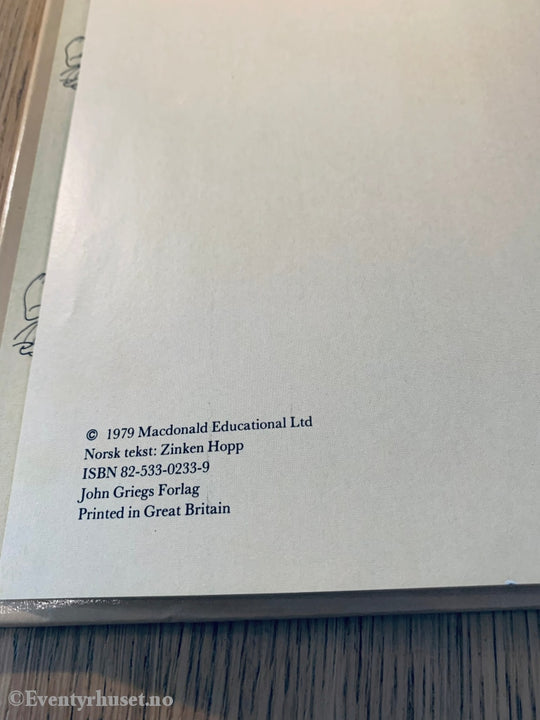 © 1979 Macdonald Educational Ltd
Norsk tekst: Zinken Hopp
ISBN 82-533-0233-9
John Griegs Forlag
Printed in Great Britain
©Eventyrhuset.no